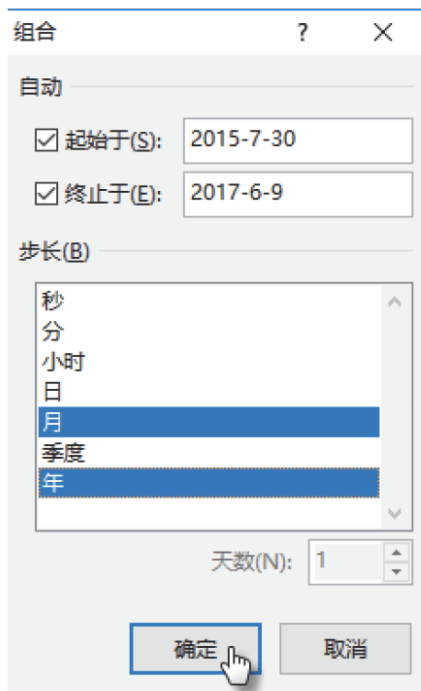 组合 ?
自动
起始于(S): 2015-7-30
终止于(E): 2017-6-9
步长(B)
秒
分
小时
日
月
季度
年
天数(N): 1
确定 取消